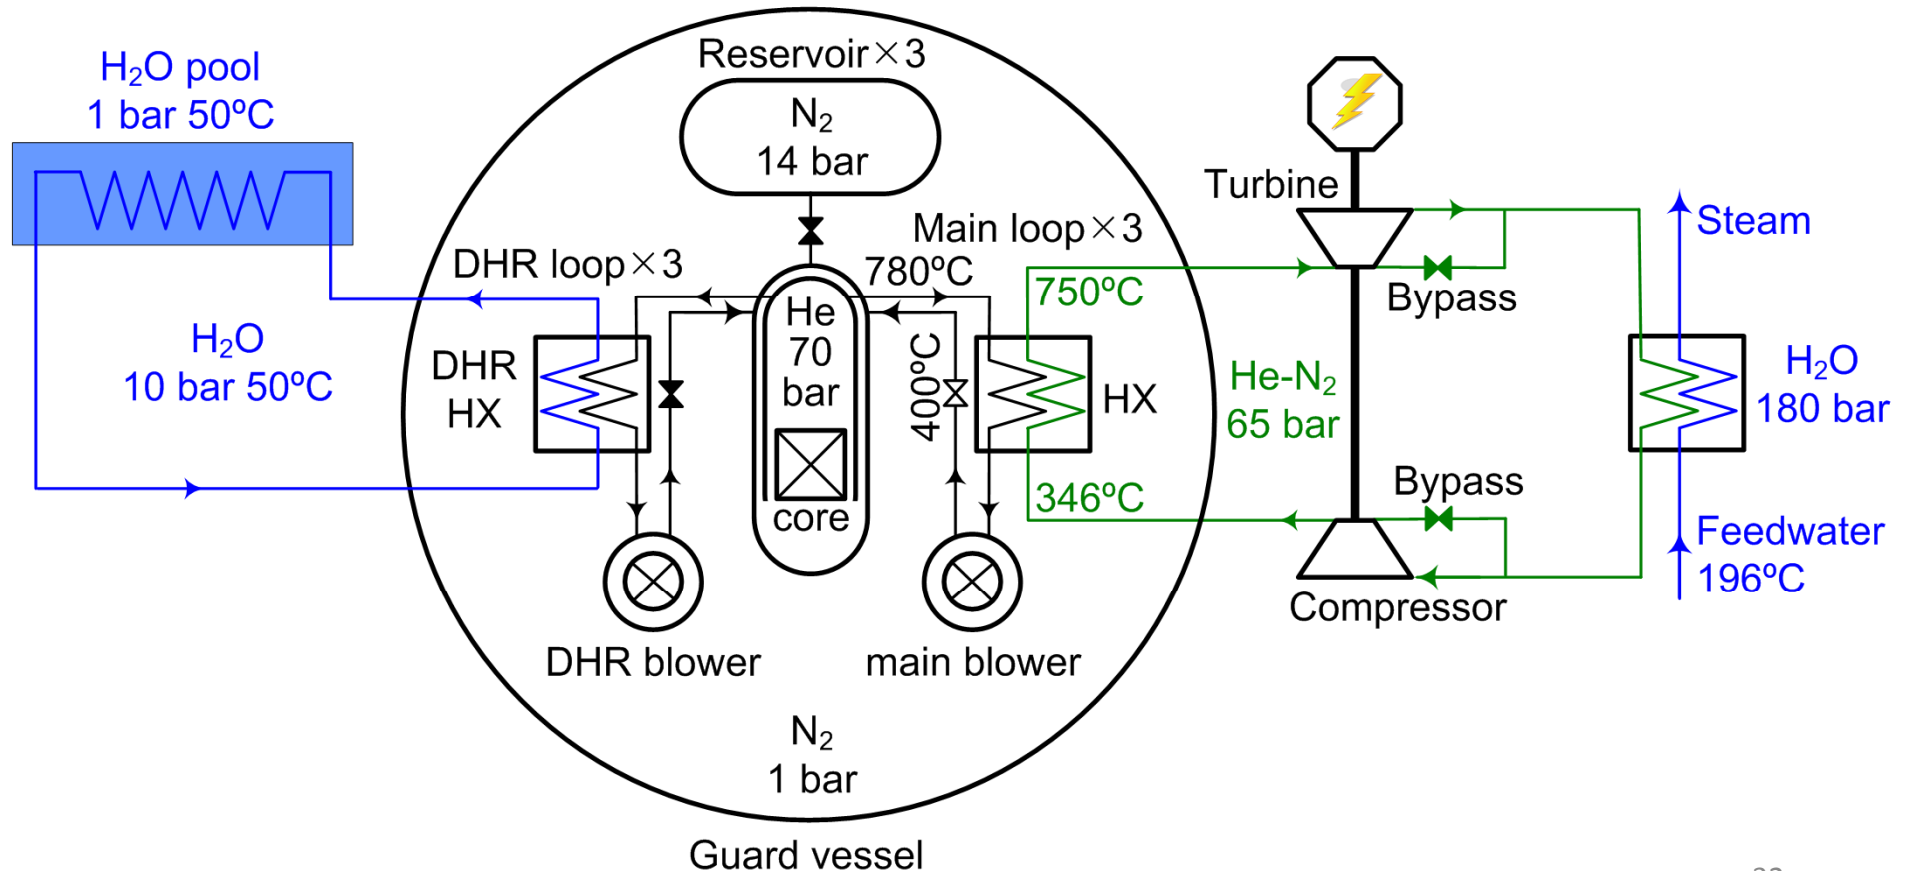 H₂O pool
1 bar 50ºC
H₂O
10 bar 50ºC
Reservoir×3
N₂
14 bar
DHR loop×3
Main loop×3
780ºC
He
70
bar
core
DHR
HX
400ºC
HX
DHR blower
main blower
N₂
1 bar
Guard vessel
750ºC
346ºC
He-N₂
65 bar
Turbine
Bypass
Bypass
Compressor
Steam
H₂O
180 bar
Feedwater
196ºC